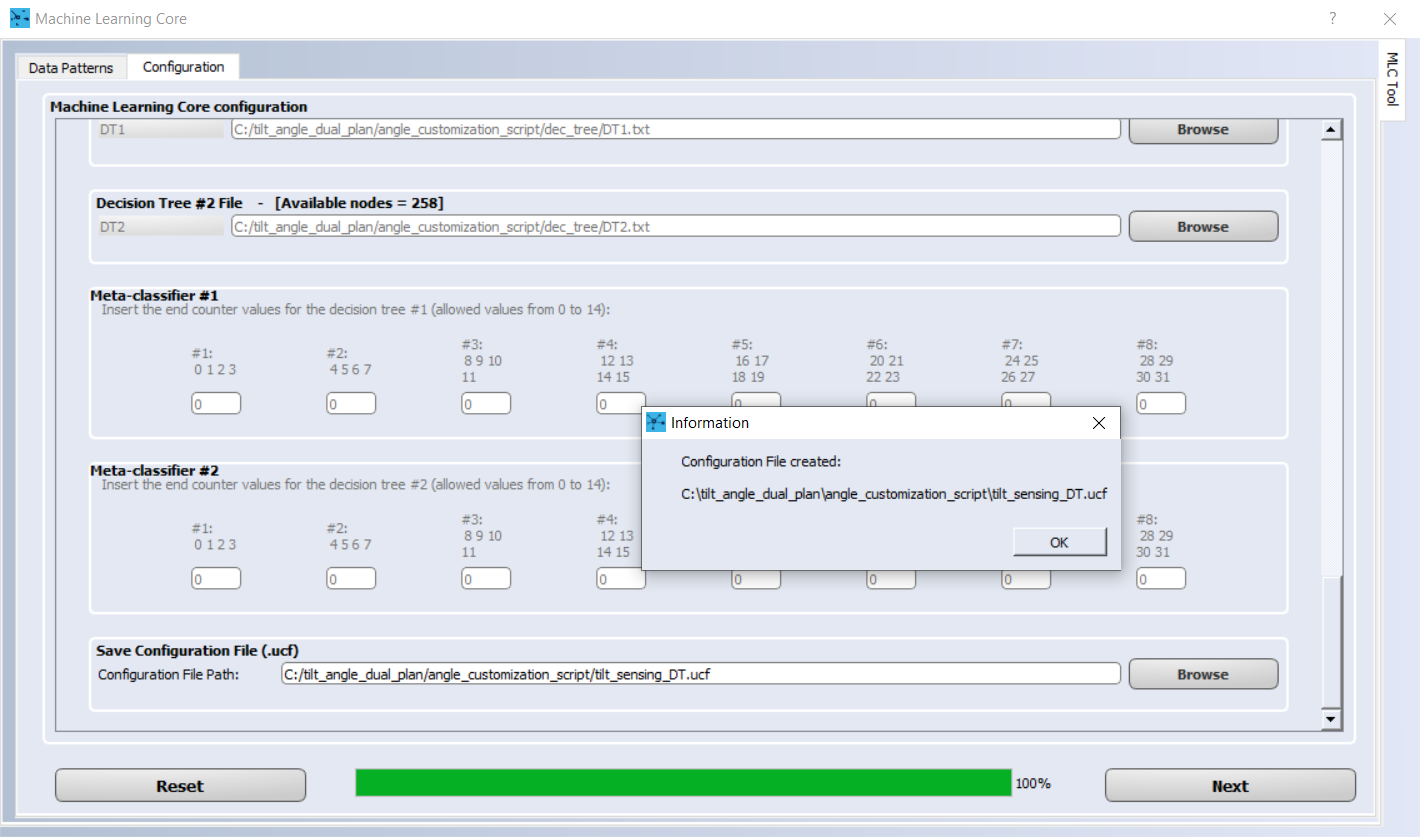 Machine Learning Core
?
MLC Tool
Data Patterns
Configuration
Machine Learning Core configuration
DT1
C:/tilt_angle_dual_plan/angle_customization_script/dec_tree/DT1.txt
Browse
Decision Tree #2 File - [Available nodes = 258]
DT2
C:/tilt_angle_dual_plan/angle_customization_script/dec_tree/DT2.txt
Browse
Meta-classifier #1
Insert the end counter values for the decision tree #1 (allowed values from 0 to 14):
#1:
0 1 2 3
0
#2:
4 5 6 7
0
#3:
8 9 10
11
0
#4:
12 13
14 15
0
#5:
16 17
18 19
0
#6:
20 21
22 23
0
#7:
24 25
26 27
0
#8:
28 29
30 31
0
Information
Configuration File created:
C:\tilt_angle_dual_plan\angle_customization_script\tilt_sensing_DT.ucf
OK
Meta-classifier #2
Insert the end counter values for the decision tree #2 (allowed values from 0 to 14):
#1:
0 1 2 3
0
#2:
4 5 6 7
0
#3:
8 9 10
11
0
#4:
12 13
14 15
0
0
0
0
#8:
28 29
30 31
0
Save Configuration File (.ucf)
Configuration File Path:
C:/tilt_angle_dual_plan/angle_customization_script/tilt_sensing_DT.ucf
Browse
Reset
100%
Next